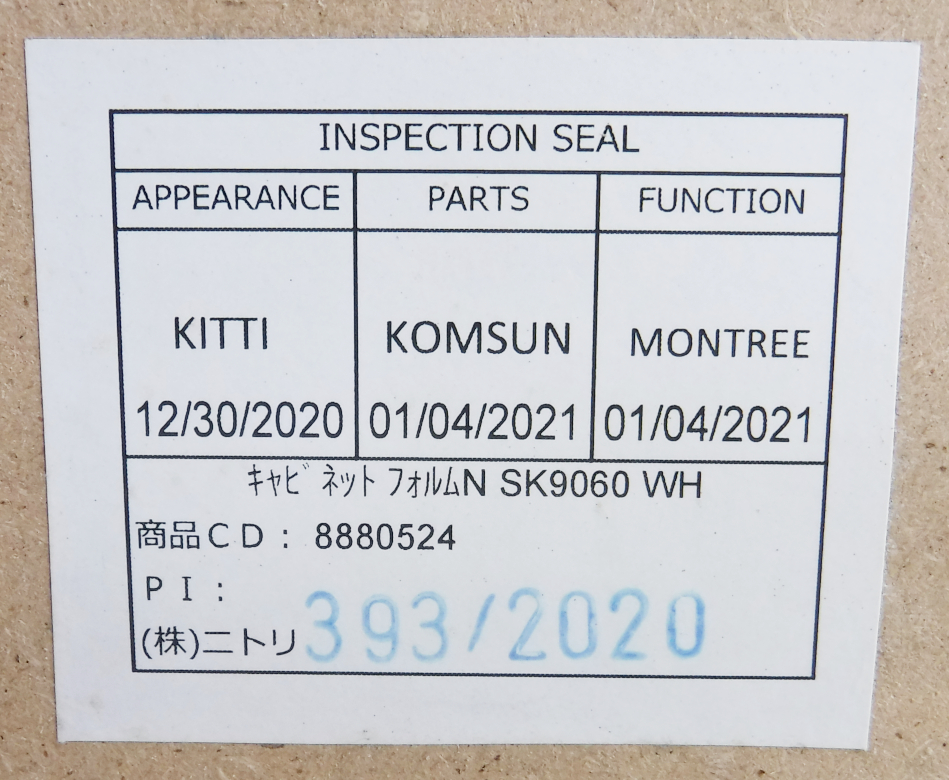 INSPECTION SEAL
APPEARANCE PARTS FUNCTION
KITTI KOMSUN MONTREE
12/30/2020 01/04/2021 01/04/2021
ｷｬﾋﾞﾈｯﾄ ﾌｫﾙﾑN SK9060 WH
商品ＣＤ： 8880524
ＰＩ：
393/2020
(株)ニトリ